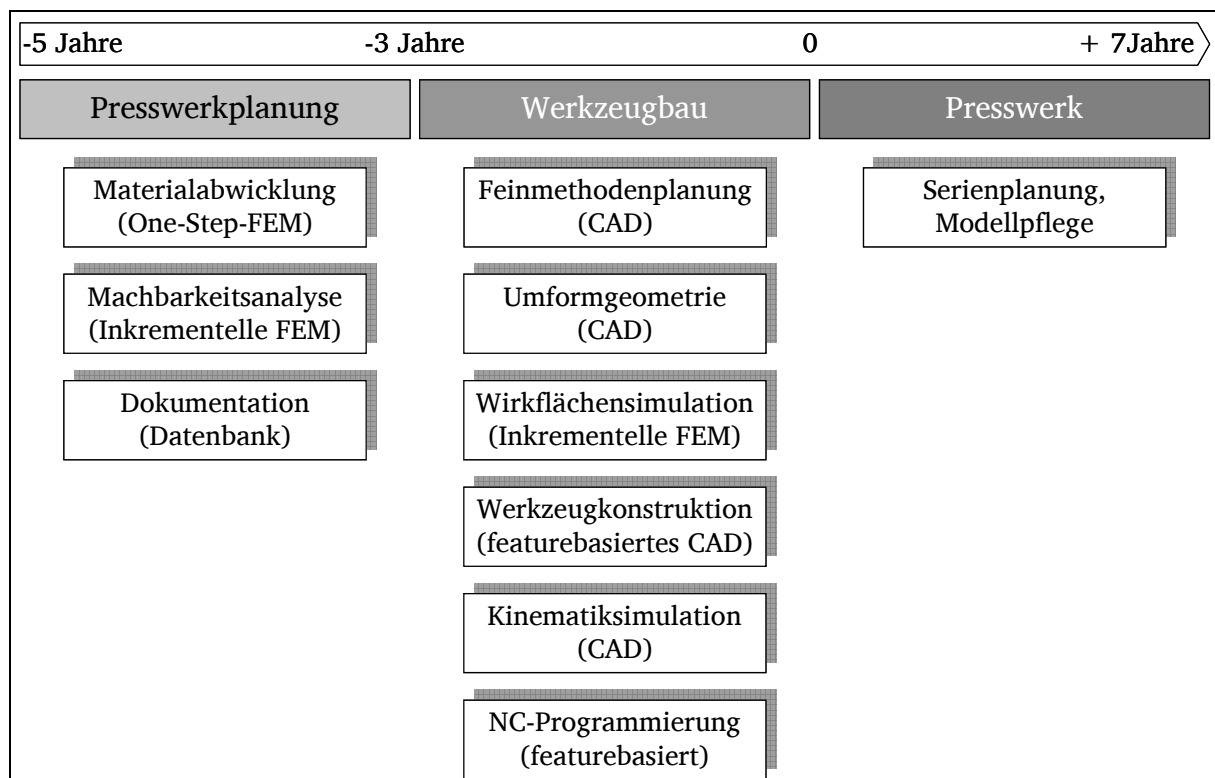 -5 Jahre -3 Jahre 0 + 7Jahre
Presswerkplanung Werkzeugbau Presswerk
Materialabwicklung
(One-Step-FEM)
Machbarkeitsanalyse
(Inkrementelle FEM)
Dokumentation
(Datenbank)
Feinmethodenplanung
(CAD)
Umformgeometrie
(CAD)
Wirkflächensimulation
(Inkrementelle FEM)
Werkzeugkonstruktion
(featurebasiertes CAD)
Kinematiksimulation
(CAD)
NC-Programmierung
(featurebasiert)
Serienplanung,
Modellpflege